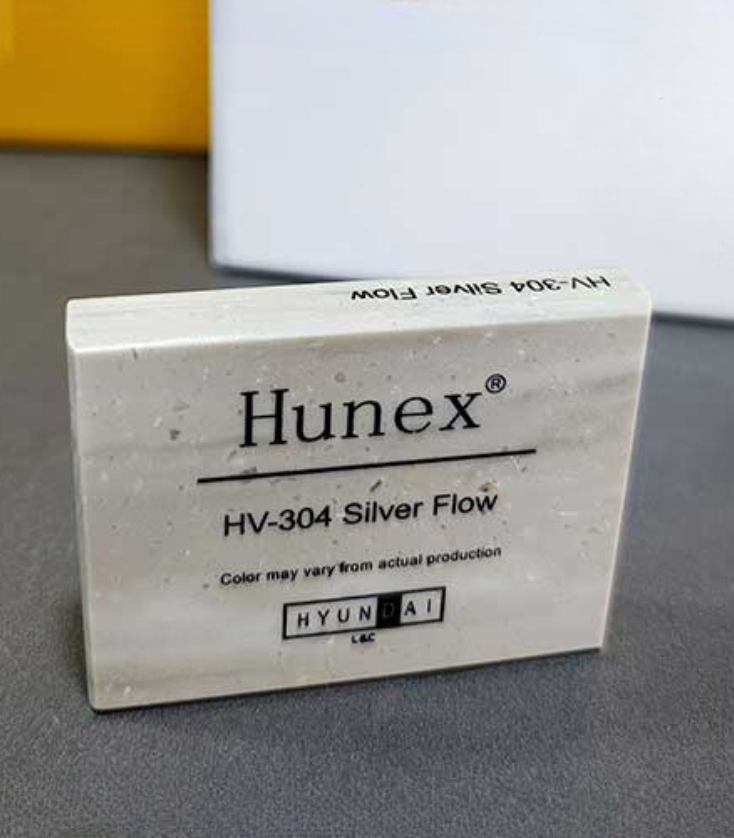 HV-304 Silver Flow
Hunex®
HV-304 Silver Flow
Color may vary from actual production
HYUNDAI
L&C